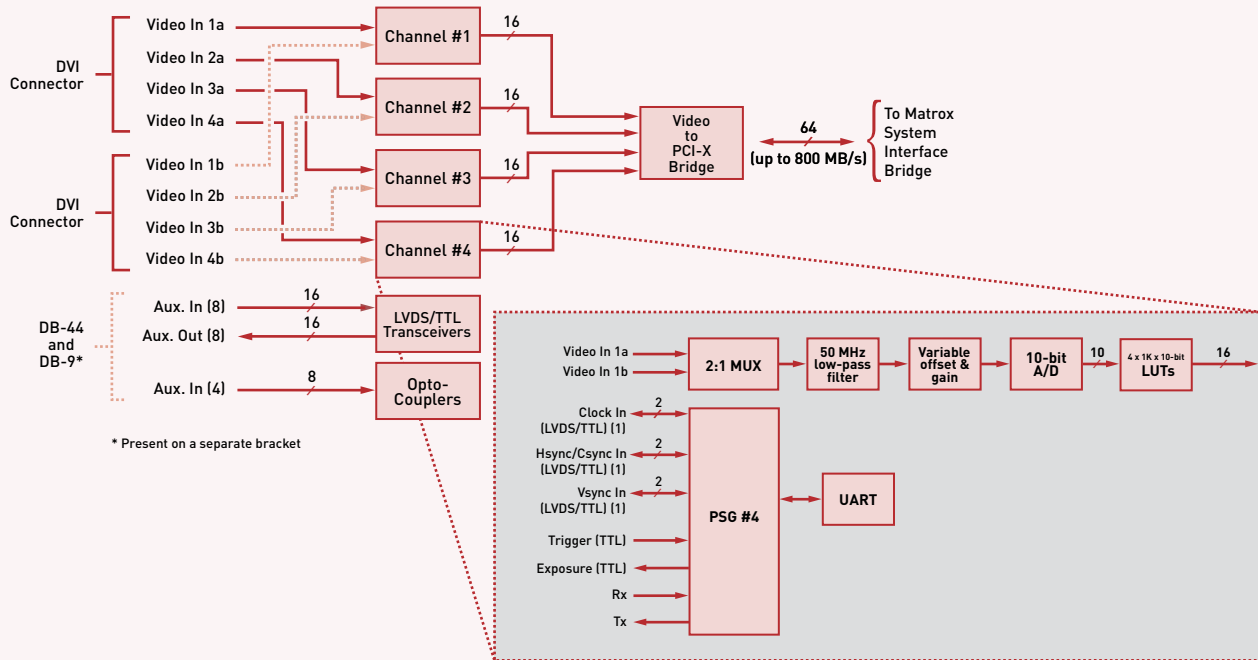 DVI
Connector
Video In 1a
Video In 2a
Video In 3a
Video In 4a
DVI
Connector
Video In 1b
Video In 2b
Video In 3b
Video In 4b
Channel #1
16
Channel #2
16
Channel #3
16
Channel #4
16
Video
to
PCI-X
Bridge
64
(up to 800 MB/s)
To Matrox
System
Interface
Bridge
DB-44
and
DB-9*
Aux. In (8)
16
Aux. Out (8)
16
LVDS/TTL
Transceivers
Aux. In (4)
8
Opto-
Couplers
* Present on a separate bracket
Video In 1a
Video In 1b
2:1 MUX
50 MHz
low-pass
filter
Variable
offset &
gain
10-bit
A/D
10
4 x 1K x 10-bit
LUTs
16
Clock In
(LVDS/TTL) (1)
2
Hsync/Csync In
(LVDS/TTL) (1)
2
Vsync In
(LVDS/TTL) (1)
2
Trigger (TTL)
Exposure (TTL)
Rx
Tx
PSG #4
UART